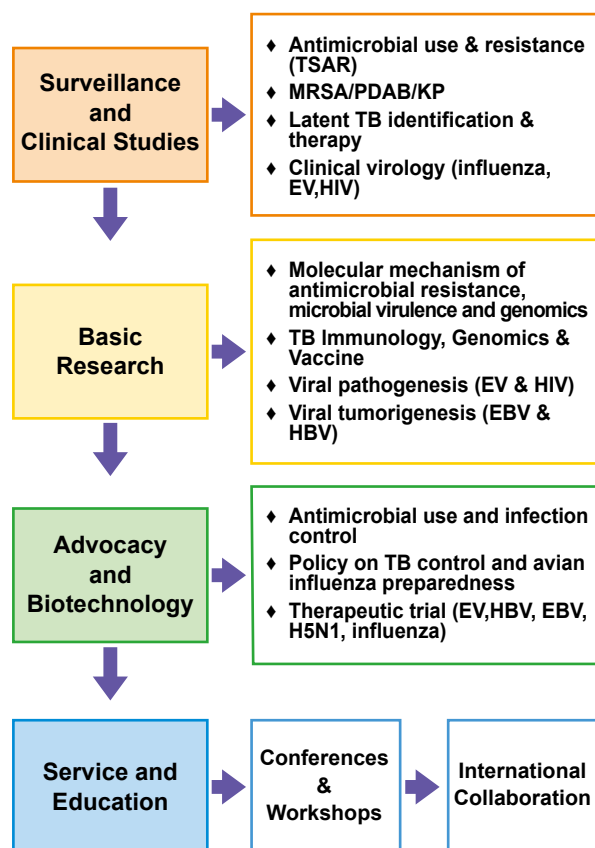 Surveillance
and
Clinical Studies
♦ Antimicrobial use & resistance
(TSAR)
♦ MRSA/PDAB/KP
♦ Latent TB identification &
therapy
♦ Clinical virology (influenza,
EV,HIV)
Basic
Research
♦ Molecular mechanism of
antimicrobial resistance,
microbial virulence and genomics
♦ TB Immunology, Genomics &
Vaccine
♦ Viral pathogenesis (EV & HIV)
♦ Viral tumorigenesis (EBV &
HBV)
Advocacy
and
Biotechnology
♦ Antimicrobial use and infection
control
♦ Policy on TB control and avian
influenza preparedness
♦ Therapeutic trial (EV,HBV, EBV,
H5N1, influenza)
Service and
Education
Conferences
&
Workshops
International
Collaboration